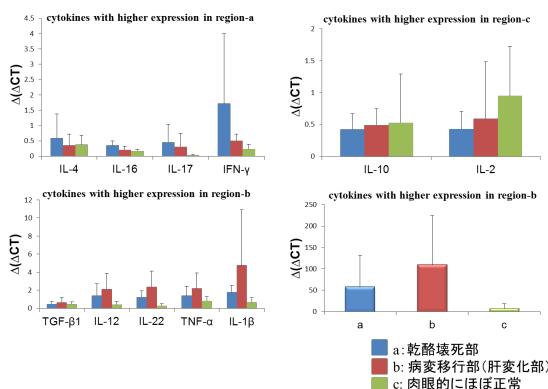 cytokines with higher expression in region-a
4.5
4
3.5
3
2.5
2
1.5
1
0.5
0
Δ(ΔCT)
IL-4 IL-16 IL-17 IFN-γ
cytokines with higher expression in region-c
2
1.5
1
0.5
0
Δ(ΔCT)
IL-10 IL-2
cytokines with higher expression in region-b
12
10
8
6
4
2
0
Δ(ΔCT)
TGF-β1 IL-12 IL-22 TNF-α IL-1β
cytokines with higher expression in region-b
250
200
150
100
50
0
Δ(ΔCT)
a b c
a:乾酪壊死部
b: 病変移行部(肝変化部)
c: 肉眼的にほぼ正常